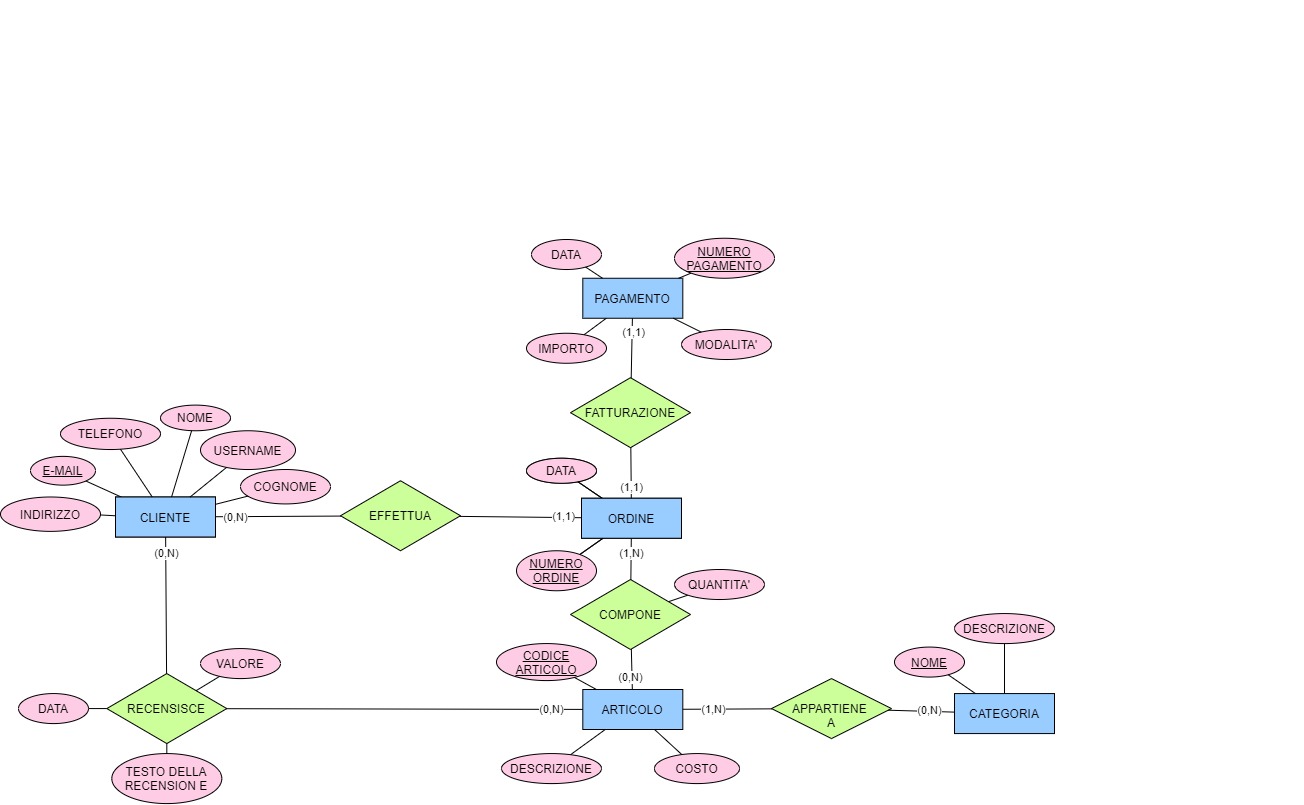 DATA
NUMERO
PAGAMENTO
PAGAMENTO
(1,1)
IMPORTO
MODALITA'
FATTURAZIONE
NOME
TELEFONO
USERNAME
E-MAIL
COGNOME
INDIRIZZO
CLIENTE
(0,N)
EFFETTUA
(1,1)
DATA
(1,1)
ORDINE
(0,N)
(1,N)
NUMERO
ORDINE
QUANTITA'
COMPONE
CODICE
ARTICOLO
(0,N)
DESCRIZIONE
NOME
VALORE
DATA
RECENSISCE
(0,N)
ARTICOLO
(1,N)
APPARTIENE
A
(0,N)
CATEGORIA
TESTO DELLA
RECENSION E
DESCRIZIONE
COSTO